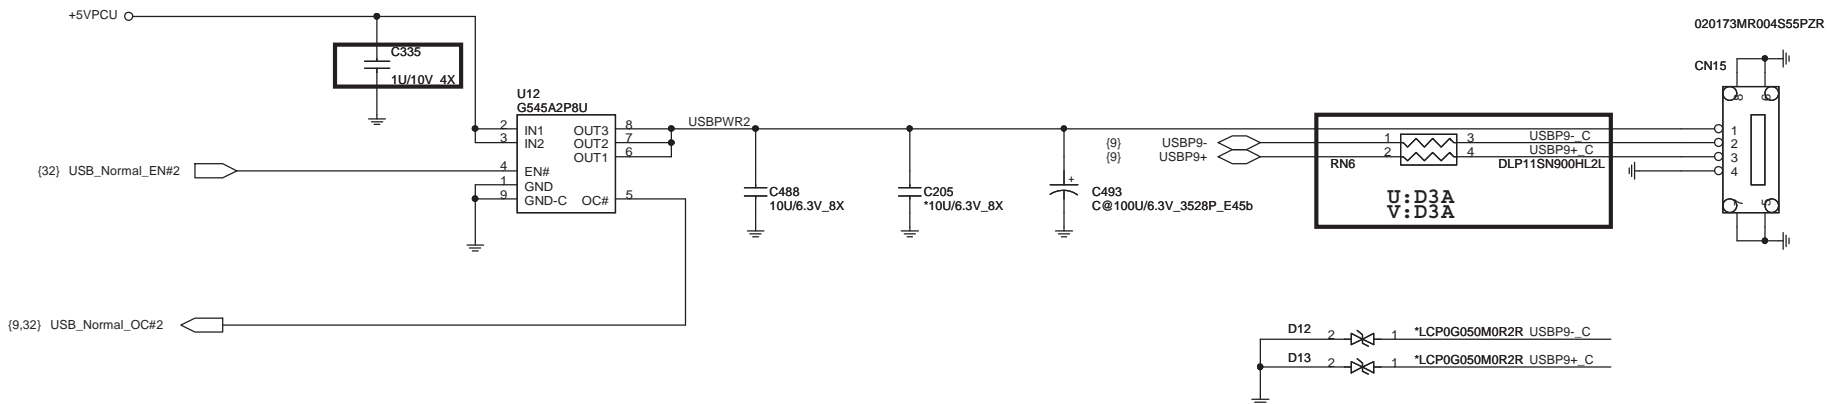 +5VPCU
020173MR004S55PZR
C335
1U/10V_4X
CN15
U12
G545A2P8U
8 6
2 IN1 OUT3 8 USBPWR2
3 IN2 OUT2 7
OUT1 6
{32} USB_Normal_EN#2
4 EN#
1 GND
9 GND-C OC# 5
{9} USBP9-
{9} USBP9+
1 3 USBP9-_C
2 4 USBP9+_C
RN6 DLP11SN900HL2L
1
2
3
4
C488
10U/6.3V_8X
C205
*10U/6.3V_8X
C493
C@100U/6.3V_3528P_E45b
U:D3A
V:D3A
7 5
{9,32} USB_Normal_OC#2
D12 2 1 *LCP0G050M0R2R USBP9-_C
D13 2 1 *LCP0G050M0R2R USBP9+_C